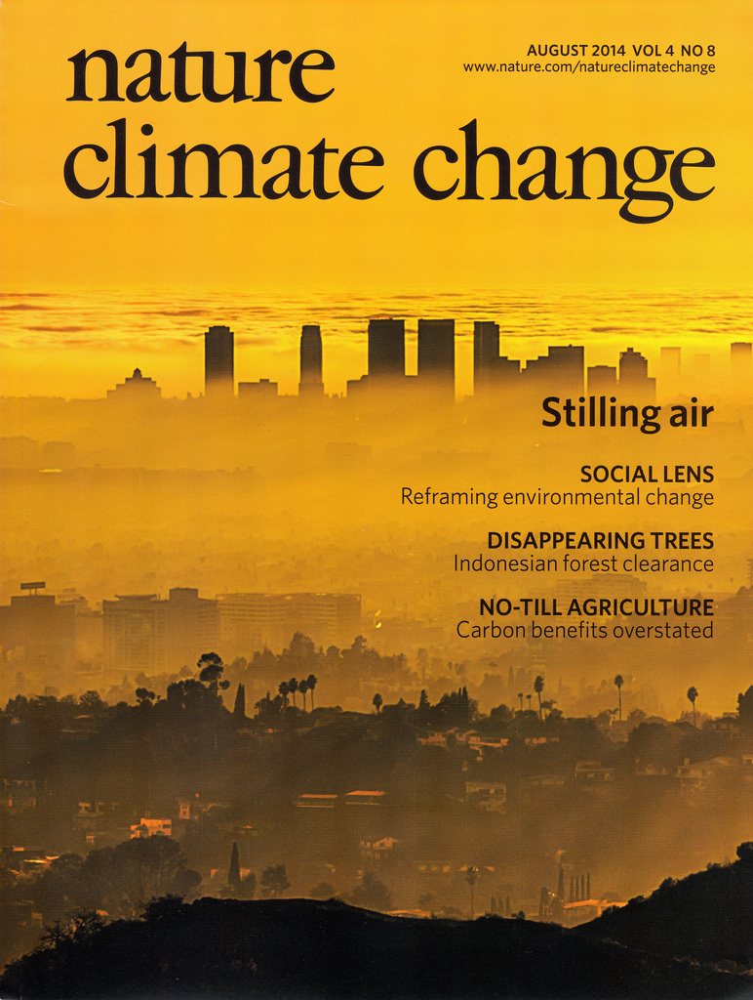 nature
climate change
AUGUST 2014 VOL 4 NO 8
www.nature.com/natureclimatechange
Stilling air
SOCIAL LENS
Reframing environmental change
DISAPPEARING TREES
Indonesian forest clearance
NO-TILL AGRICULTURE
Carbon benefits overstated